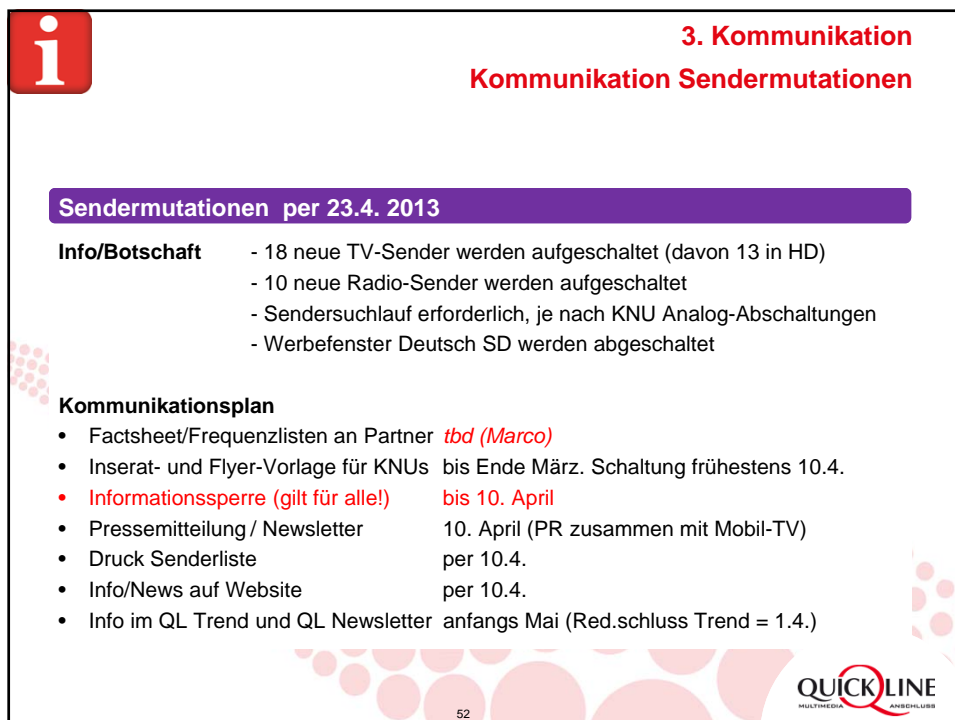 i
3. Kommunikation
Kommunikation Sendermutationen
Sendermutationen per 23.4. 2013
Info/Botschaft - 18 neue TV-Sender werden aufgeschaltet (davon 13 in HD)
- 10 neue Radio-Sender werden aufgeschaltet
- Sendersuchlauf erforderlich, je nach KNU Analog-Abschaltungen
- Werbefenster Deutsch SD werden abgeschaltet
Kommunikationsplan
• Factsheet/Frequenzlisten an Partner tbd (Marco)
• Inserat- und Flyer-Vorlage für KNUs bis Ende März. Schaltung frühestens 10.4.
• Informationssperre (gilt für alle!) bis 10. April
• Pressemitteilung / Newsletter 10. April (PR zusammen mit Mobil-TV)
• Druck Senderliste per 10.4.
• Info/News auf Website per 10.4.
• Info im QL Trend und QL Newsletter anfangs Mai (Red.schluss Trend = 1.4.)
QUICKLINE
MULTIMEDIA ANSCHLUSS
52